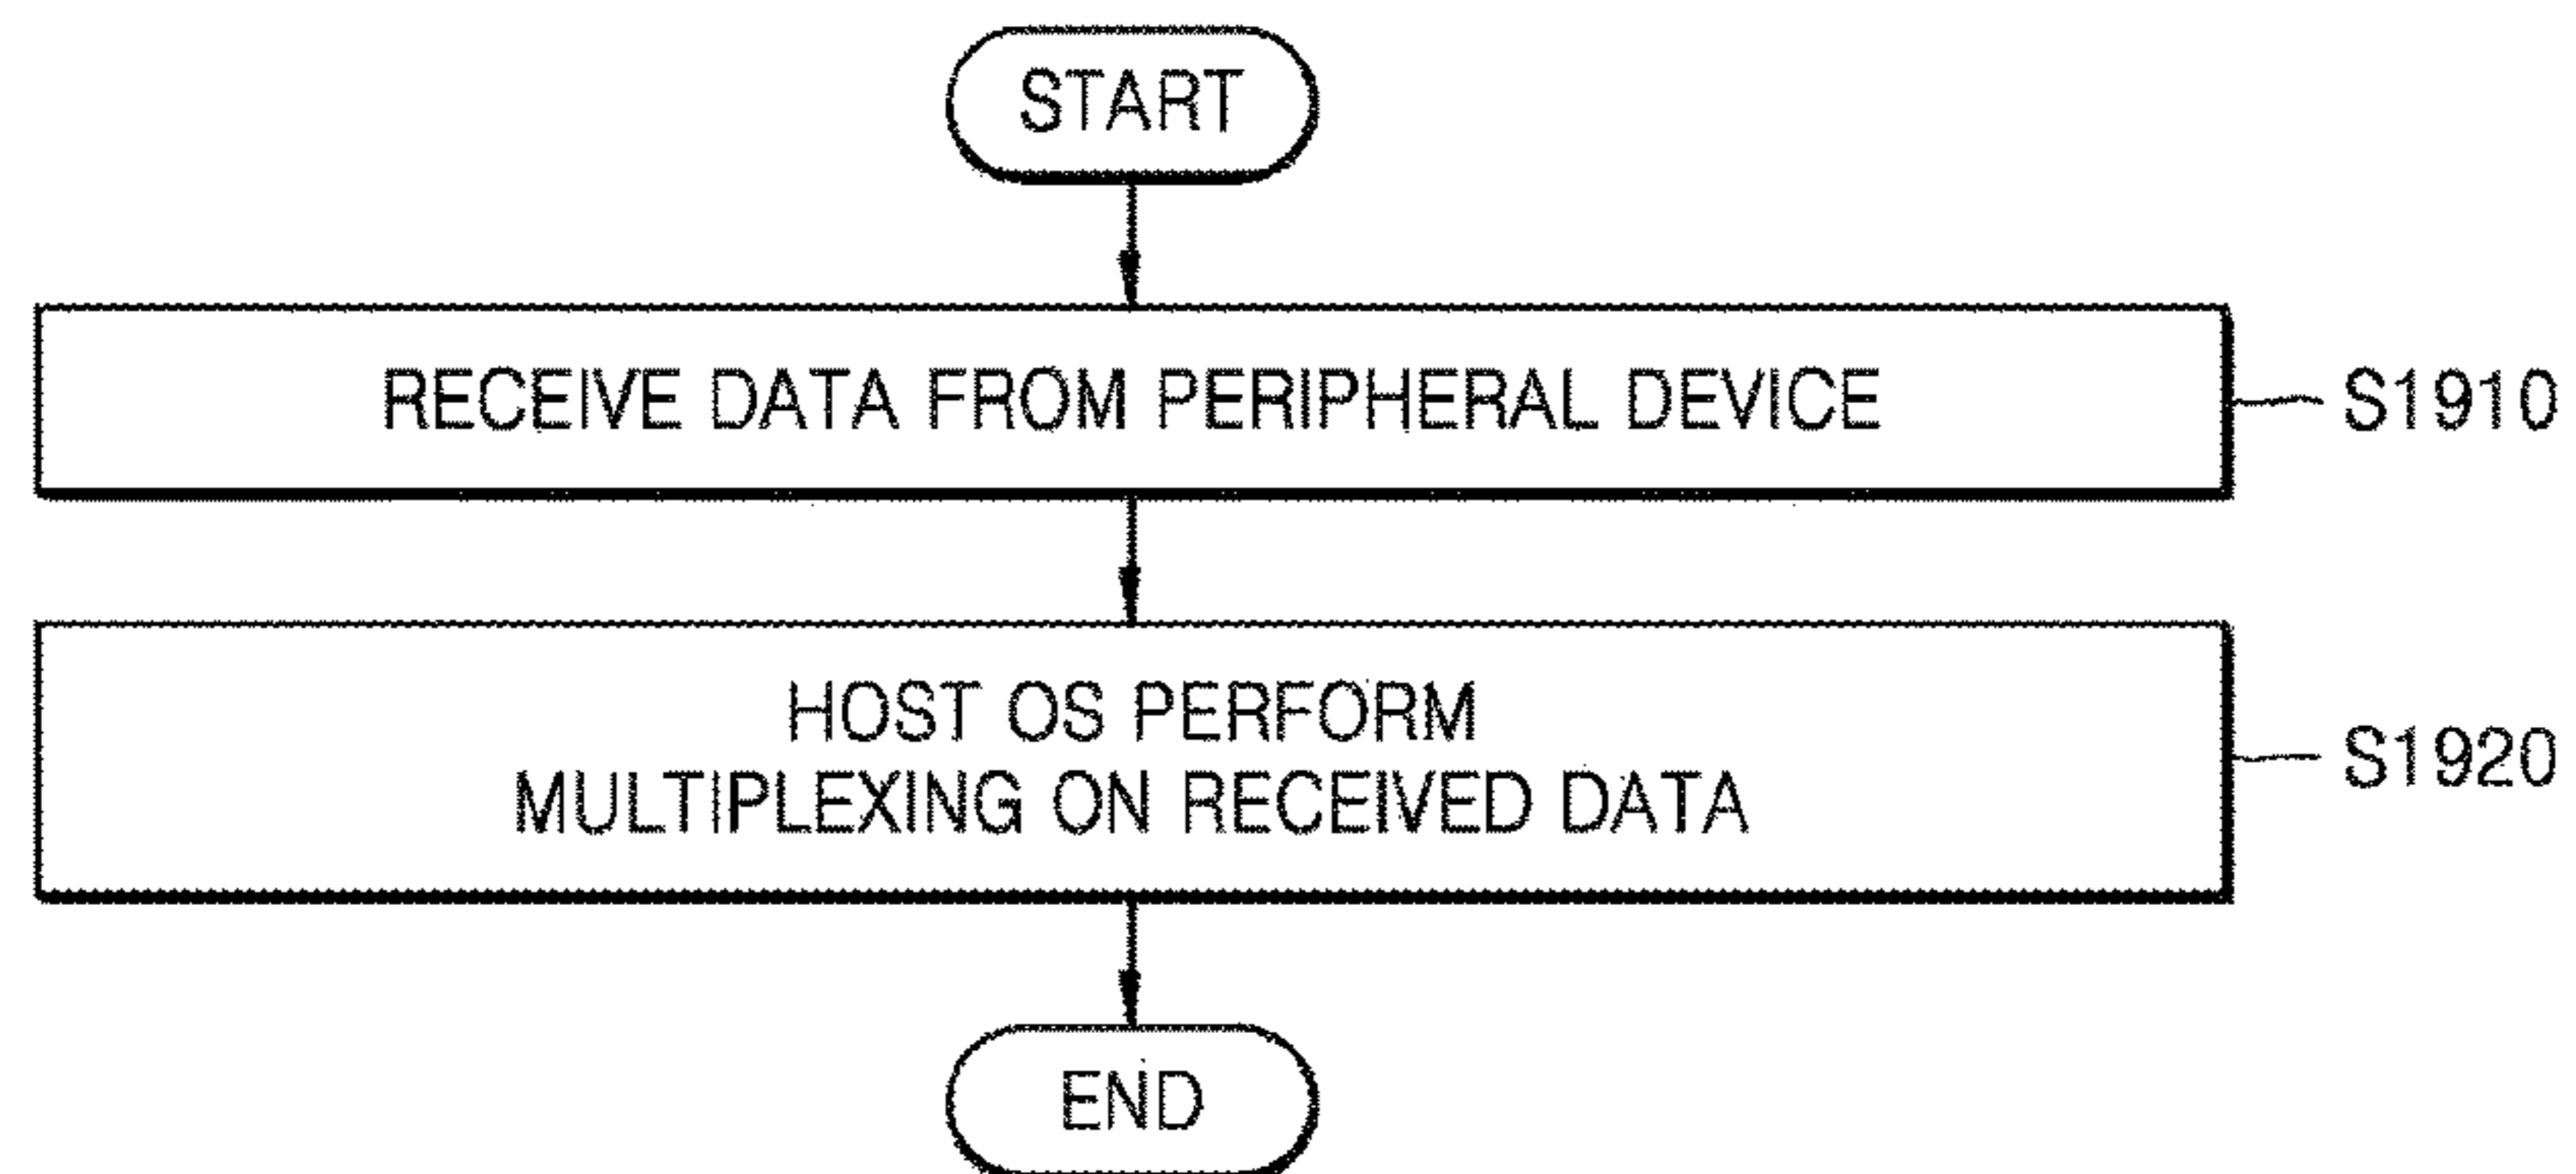 START
RECEIVE DATA FROM PERIPHERAL DEVICE
S1910
HOST OS PERFORM
MULTIPLEXING ON RECEIVED DATA
S1920
END